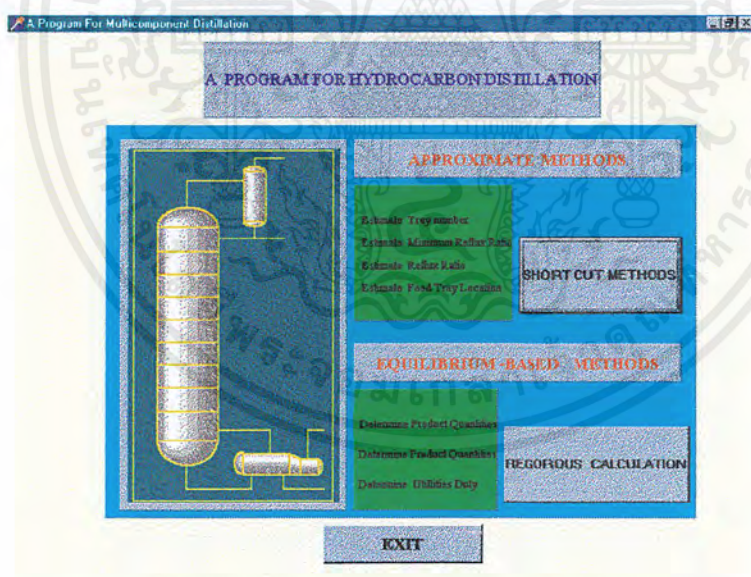 A Program For Multicomponent Distillation
A PROGRAM FOR HYDROCARBON DISTILLATION
APPROXIMATE METHODS
Estimate Tray number
Estimate Minimum Reflux Ratio
Estimate Reflux Ratio
Estimate Feed Tray Location
SHORT CUT METHODS
EQUILIBRIUM -BASED METHODS
Determine Product Quantities
Determine Product Quantities
Determine Utilities Duty
REGOROUS CALCULATION
EXIT